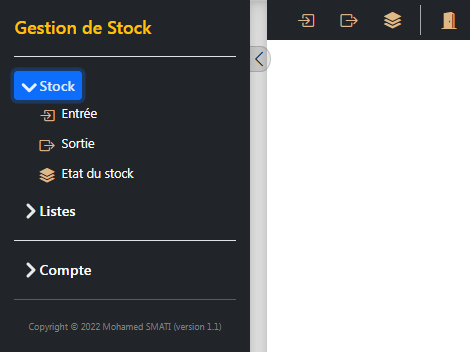 Gestion de Stock
Stock
Entrée
Sortie
Etat du stock
Listes
Compte
Copyright © 2022 Mohamed SMATI (version 1.1)